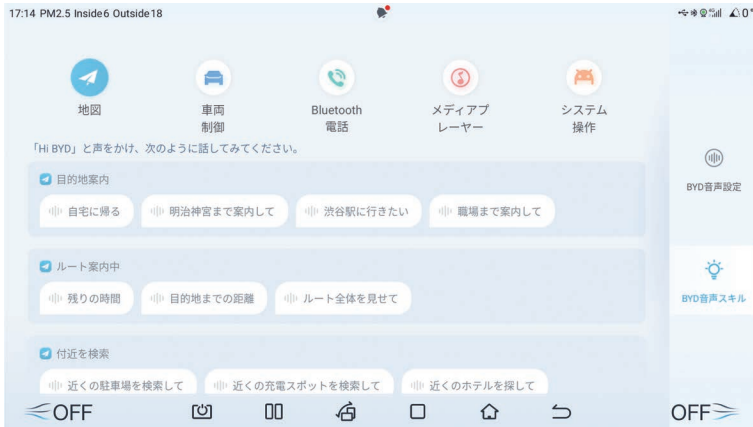 17:14 PM2.5 Inside6 Outside18
地図
車両
制御
Bluetooth
電話
メディアプ
レーヤー
システム
操作
「Hi BYD」と声をかけ、次のように話してみてください。
目的地案内
自宅に帰る 明治神宮まで案内して 渋谷駅に行きたい 職場まで案内して
ルート案内中
残りの時間 目的地までの距離 ルート全体を見せて
付近を検索
近くの駐車場を検索して 近くの充電スポットを検索して 近くのホテルを探して
BYD音声設定
BYD音声スキル
OFF OFF